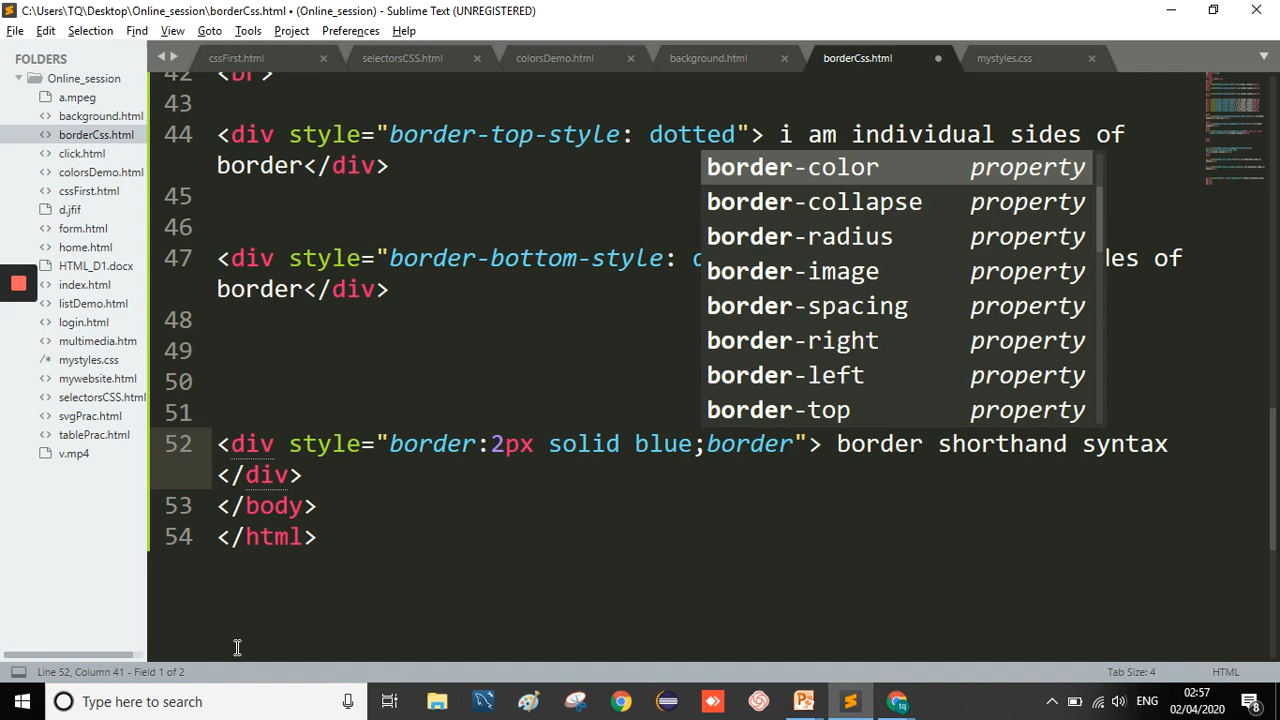 C:\Users\TQ\Desktop\Online_session\borderCss.html • (Online_session) - Sublime Text (UNREGISTERED)
File Edit Selection Find View Goto Tools Project Preferences Help
FOLDERS
Online_session
a.mpeg
background.html
borderCss.html
click.html
colorsDemo.html
cssFirst.html
d.jfif
form.html
home.html
HTML_D1.docx
index.html
listDemo.html
login.html
multimedia.htm
mystyles.css
mywebsite.html
selectorsCSS.html
svgPrac.html
tablePrac.html
v.mp4
cssFirst.html selectorsCSS.html colorsDemo.html background.html borderCss.html mystyles.css
42 <br>
43
44 <div style="border-top-style: dotted"> i am individual sides of
border</div>
45
46
47 <div style="border-bottom-style: of
border</div>
48
49
50
51
52 <div style="border:2px solid blue;border"> border shorthand syntax
</div>
53 </body>
54 </html>
border-color property
border-collapse property
border-radius property
border-image property
border-spacing property
border-right property
border-left property
border-top property
Line 52, Column 41 - Field 1 of 2
Tab Size: 4 HTML
Type here to search
ENG
02:57
02/04/2020
8